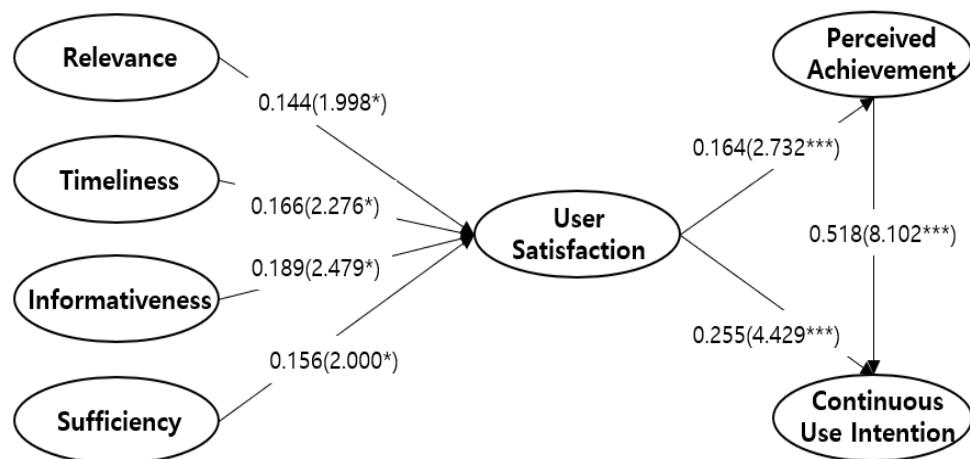 Relevance
Timeliness
Informativeness
Sufficiency
0.144(1.998*)
0.166(2.276*)
0.189(2.479*)
0.156(2.000*)
User
Satisfaction
0.164(2.732***)
0.255(4.429***)
Perceived
Achievement
0.518(8.102***)
Continuous
Use Intention